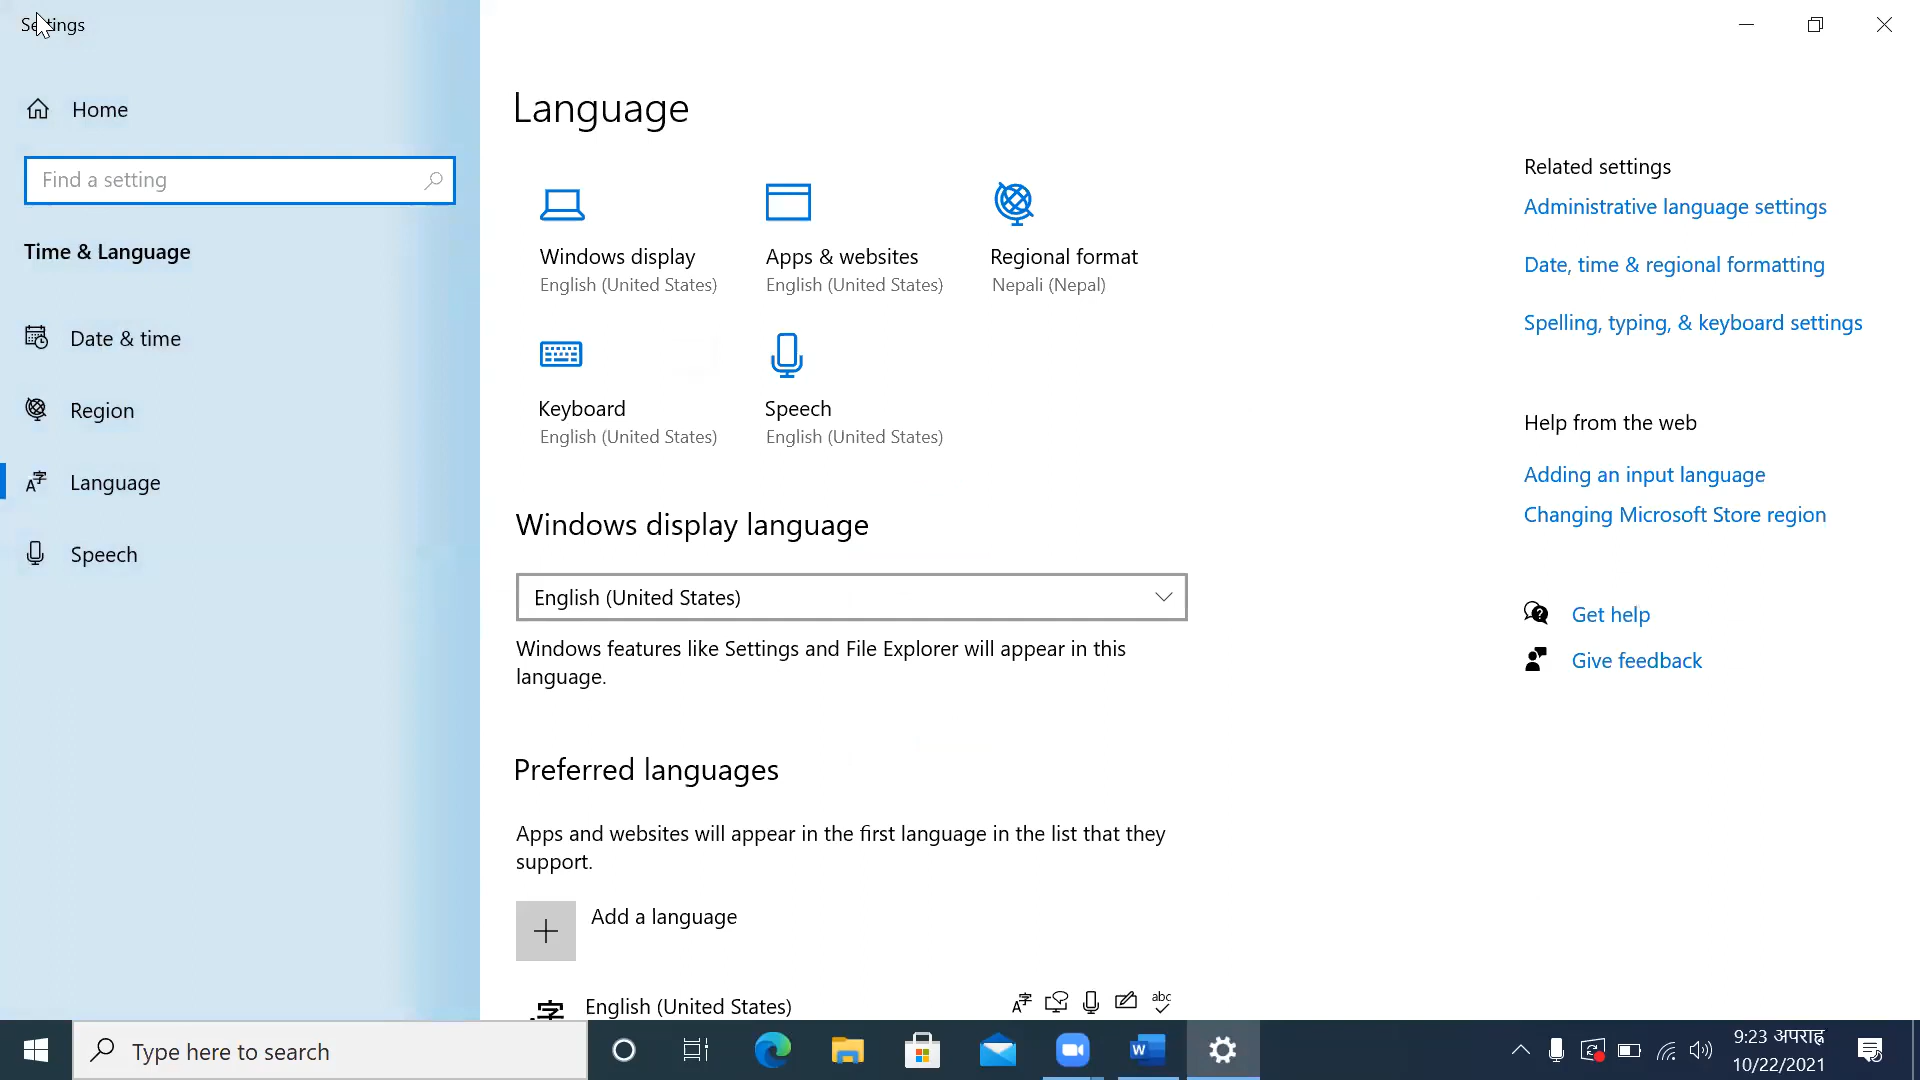 Settings
Home
Find a setting
Time & Language
Date & time
Region
Language
Speech
Language
Windows display
English (United States)
Apps & websites
English (United States)
Regional format
Nepali (Nepal)
Keyboard
English (United States)
Speech
English (United States)
Windows display language
English (United States)
Windows features like Settings and File Explorer will appear in this
language.
Preferred languages
Apps and websites will appear in the first language in the list that they
support.
Add a language
English (United States)
Related settings
Administrative language settings
Date, time & regional formatting
Spelling, typing, & keyboard settings
Help from the web
Adding an input language
Changing Microsoft Store region
Get help
Give feedback
Type here to search
9:23 अपराह्न
10/22/2021